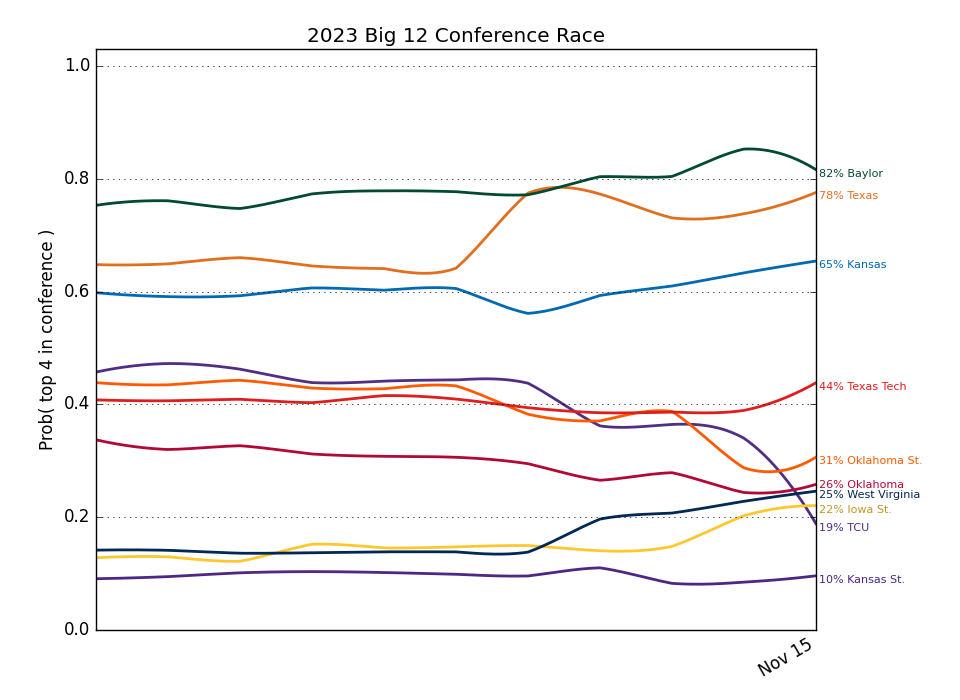 2023 Big 12 Conference Race
Prob( top 4 in conference )
1.0
0.8
0.6
0.4
0.2
0.0
82% Baylor
78% Texas
65% Kansas
44% Texas Tech
31% Oklahoma St.
26% Oklahoma
25% West Virginia
22% Iowa St.
19% TCU
10% Kansas St.
Nov 15